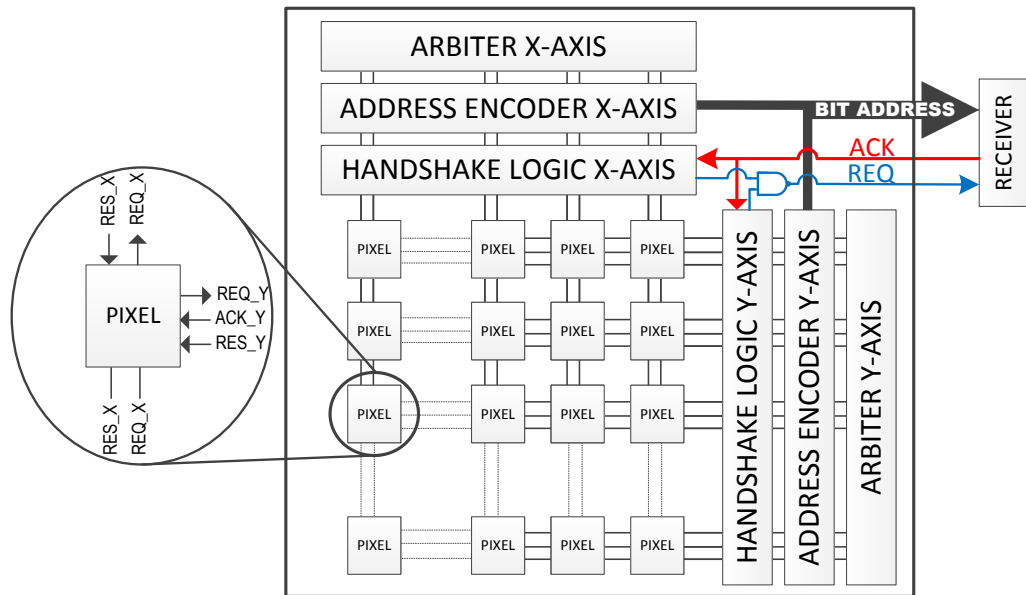 ARBITER X-AXIS
ADDRESS ENCODER X-AXIS
BIT ADDRESS
RECEIVER
HANDSHAKE LOGIC X-AXIS
ACK
REQ
RES_X
REQ_X
PIXEL
REQ_Y
ACK_Y
RES_Y
RES_X
REQ_X
PIXEL PIXEL PIXEL PIXEL
PIXEL PIXEL PIXEL PIXEL
PIXEL PIXEL PIXEL PIXEL
PIXEL PIXEL PIXEL PIXEL
HANDSHAKE LOGIC Y-AXIS
ADDRESS ENCODER Y-AXIS
ARBITER Y-AXIS